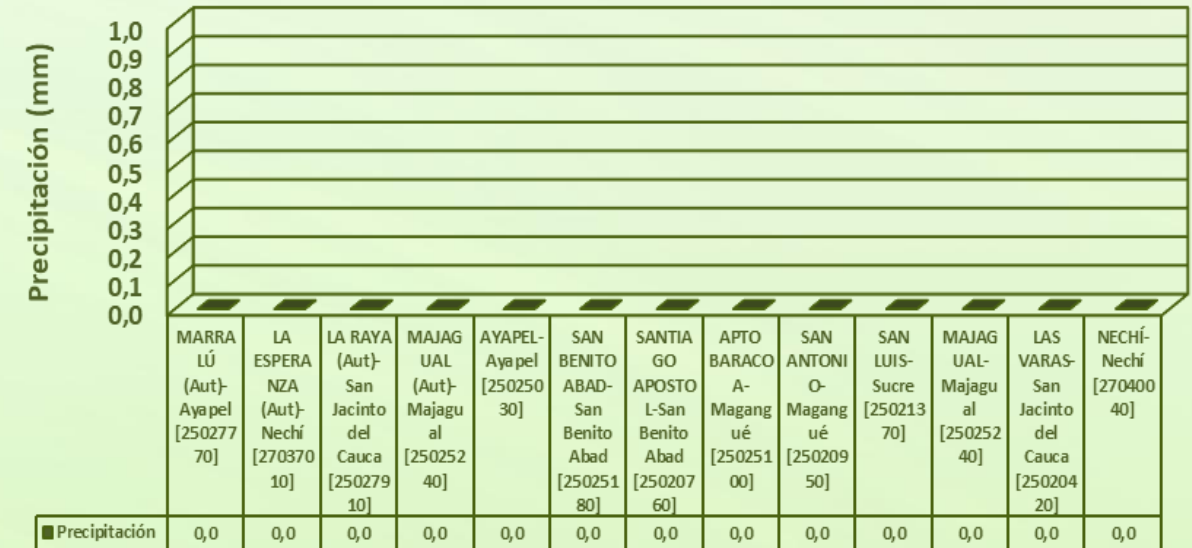 Precipitación (mm)
1,0
0,9
0,8
0,7
0,6
0,5
0,4
0,3
0,2
0,1
0,0
MARRA
LÚ
(Aut)-
Ayapel
[250277
70]
LA
ESPERA
NZA
(Aut)-
Nechí
[270370
10]
LA RAYA
(Aut)-
San
Jacinto
del
Cauca
[250279
10]
MAJAG
UAL
(Aut)-
Majagu
al
[250252
40]
AYAPEL-
Ayapel
[250250
30]
SAN
BENITO
ABAD-
San
Benito
Abad
[250251
80]
SANTIA
GO
APOSTO
L-San
Benito
Abad
[250207
60]
APTO
BARACO
A-
Magang
ué
[250251
00]
SAN
ANTONI
O-
Magang
ué
[250209
50]
SAN
LUIS-
Sucre
[250213
70]
MAJAG
UAL-
Majagu
al
[250252
40]
LAS
VARAS-
San
Jacinto
del
Cauca
[250204
20]
NECHÍ-
Nechí
[270400
40]
Precipitación 0,0 0,0 0,0 0,0 0,0 0,0 0,0 0,0 0,0 0,0 0,0 0,0 0,0